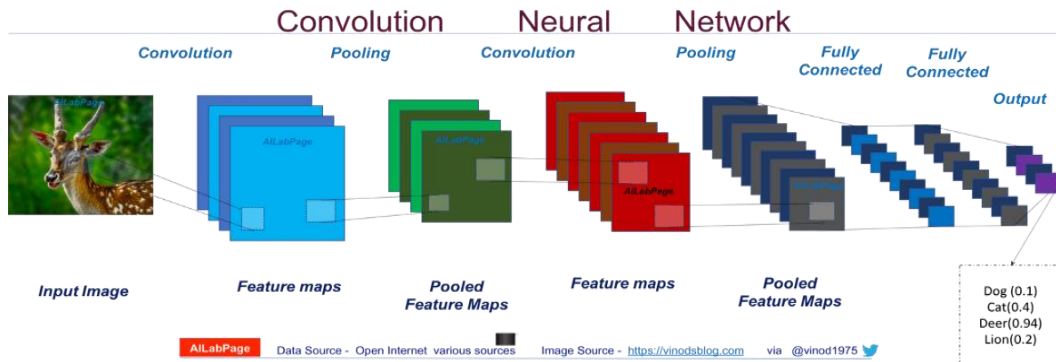 Convolution Neural Network
Convolution Pooling Convolution Pooling Fully Connected Fully Connected
Output
AILabPage
AILabPage
AILabPage
AILabPage
AILabPage
Input Image Feature maps Pooled Feature Maps Feature maps Pooled Feature Maps
Dog (0.1)
Cat(0.4)
Deer(0.94)
Lion(0.2)
AILabPage Data Source - Open Internet various sources Image Source - https://vinodsblog.com via @vinod1975